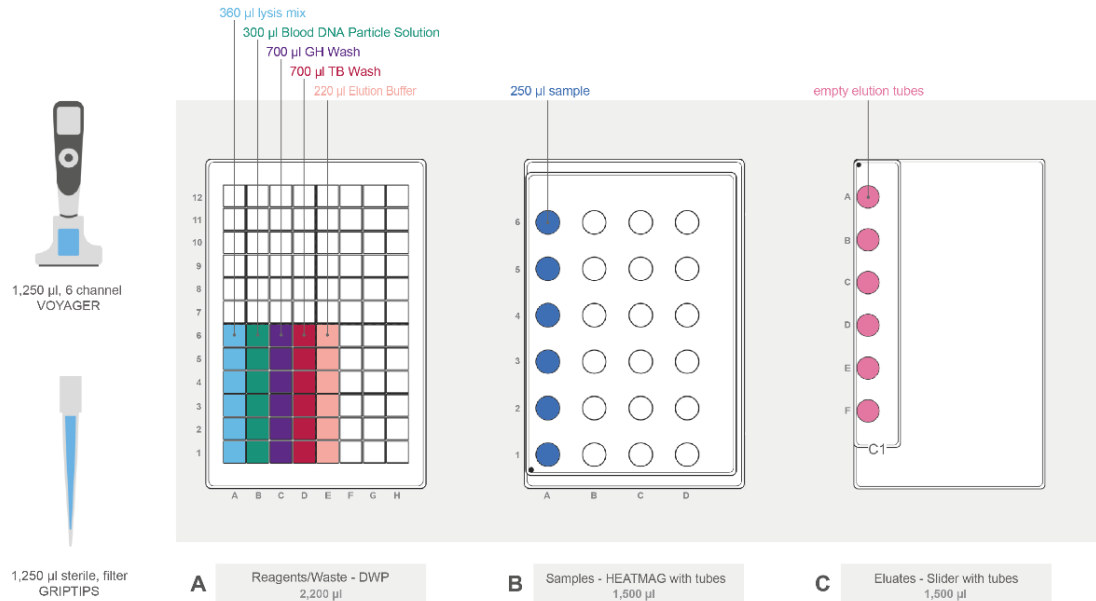 360 µl lysis mix
300 µl Blood DNA Particle Solution
700 µl GH Wash
700 µl TB Wash
220 µl Elution Buffer
250 µl sample
empty elution tubes
1,250 µl, 6 channel
VOYAGER
1,250 µl sterile, filter
GRIPTIPS
12
11
10
9
8
7
6
5
4
3
2
1
A B C D E F G H
6
5
4
3
2
1
A B C D
A
B
C
D
E
F
C1
A
Reagents/Waste - DWP
2,200 µl
B
Samples - HEATMAG with tubes
1,500 µl
C
Eluates - Slider with tubes
1,500 µl